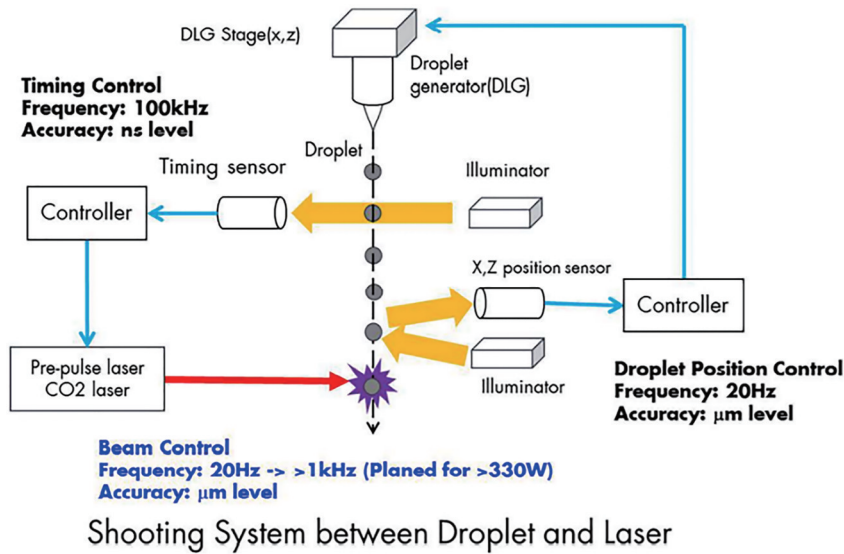 DLG Stage(x,z)
Droplet
generator(DLG)
Timing Control
Frequency: 100kHz
Accuracy: ns level
Droplet
Timing sensor
Illuminator
Controller
X,Z position sensor
Controller
Pre-pulse laser
CO2 laser
Illuminator
Droplet Position Control
Frequency: 20Hz
Accuracy: μm level
Beam Control
Frequency: 20Hz -> >1kHz (Planed for >330W)
Accuracy: μm level
Shooting System between Droplet and Laser